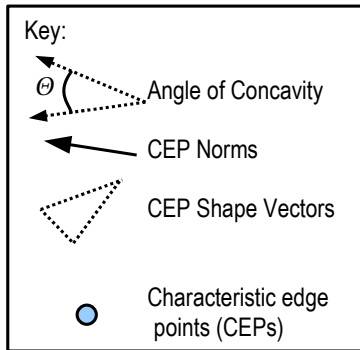 Key:
Θ
Angle of Concavity
CEP Norms
CEP Shape Vectors
Characteristic edge
points (CEPs)